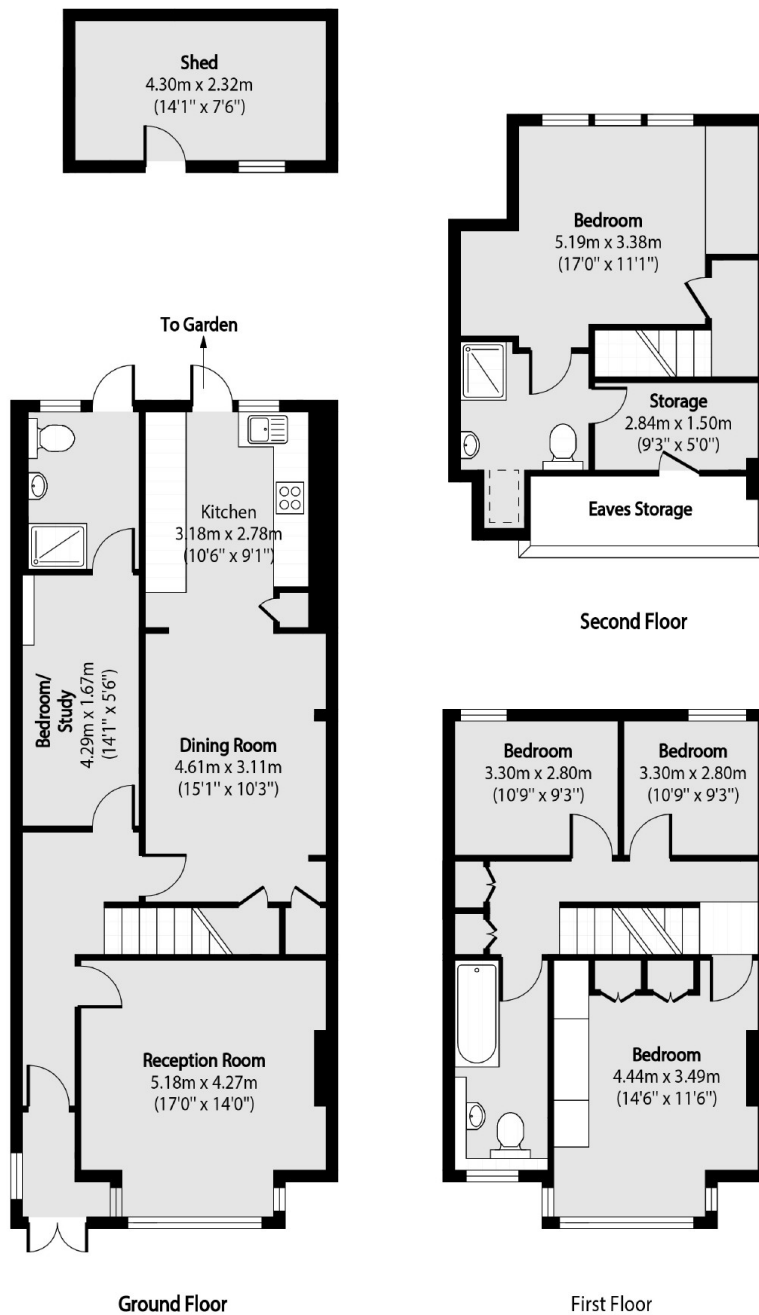 Shed
4.30m x 2.32m
(14'1" x 7'6")
To Garden
Kitchen
3.18m x 2.78m
(10'6" x 9'1")
Bedroom/
Study
4.29m x 1.67m
(14'1" x 5'6")
Dining Room
4.61m x 3.11m
(15'1" x 10'3")
Reception Room
5.18m x 4.27m
(17'0" x 14'0")
Ground Floor
Bedroom
5.19m x 3.38m
(17'0" x 11'1")
Storage
2.84m x 1.50m
(9'3" x 5'0")
Eaves Storage
Second Floor
Bedroom
3.30m x 2.80m
(10'9" x 9'3")
Bedroom
3.30m x 2.80m
(10'9" x 9'3")
Bedroom
4.44m x 3.49m
(14'6" x 11'6")
First Floor